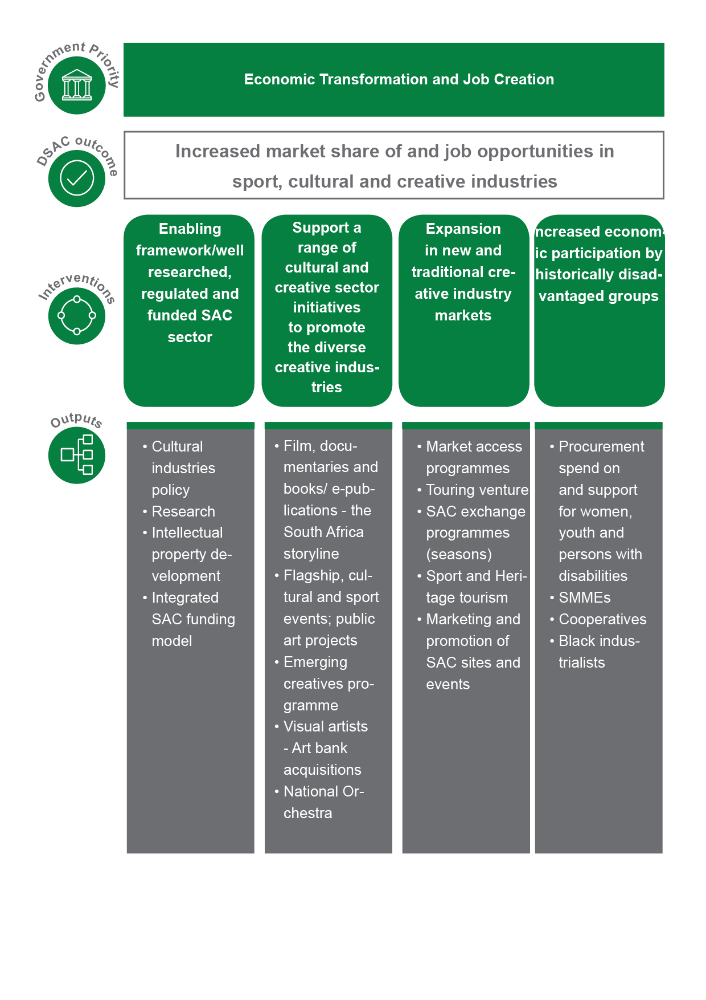 Government Priority
Economic Transformation and Job Creation
DSAC outcome
Increased market share of and job opportunities in
sport, cultural and creative industries
Interventions
Enabling
framework/well
researched,
regulated and
funded SAC
sector
Support a
range of
cultural and
creative sector
initiatives
to promote
the diverse
creative indus-
tries
Expansion
in new and
traditional cre-
ative industry
markets
ncreased econom-
ic participation by
historically disad-
vantaged groups
Outputs
• Cultural
industries
policy
• Research
• Intellectual
property de-
velopment
• Integrated
SAC funding
model
• Film, docu-
mentaries and
books/ e-pub-
lications - the
South Africa
storyline
• Flagship, cul-
tural and sport
events; public
art projects
• Emerging
creatives pro-
gramme
• Visual artists
- Art bank
acquisitions
• National Or-
chestra
• Market access
programmes
• Touring venture
• SAC exchange
programmes
(seasons)
• Sport and Heri-
tage tourism
• Marketing and
promotion of
SAC sites and
events
• Procurement
spend on
and support
for women,
youth and
persons with
disabilities
• SMMEs
• Cooperatives
• Black indus-
trialists